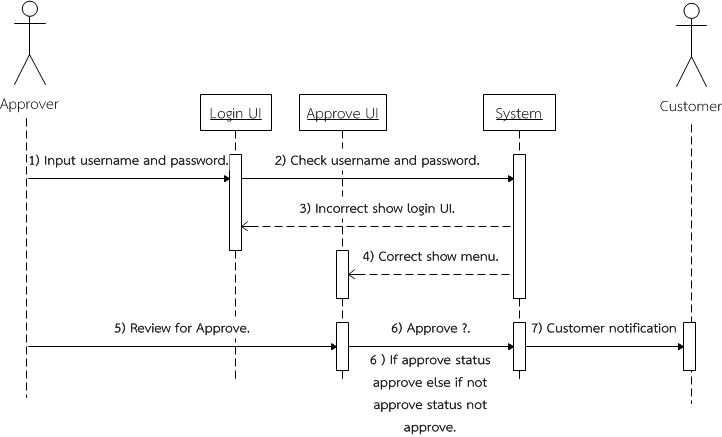 Approver
Customer
Login UI
Approve UI
System
1) Input username and password.
2) Check username and password.
3) Incorrect show login UI.
4) Correct show menu.
5) Review for Approve.
6) Approve ?.
7) Customer notification
6 ) If approve status
approve else if not
approve status not
approve.